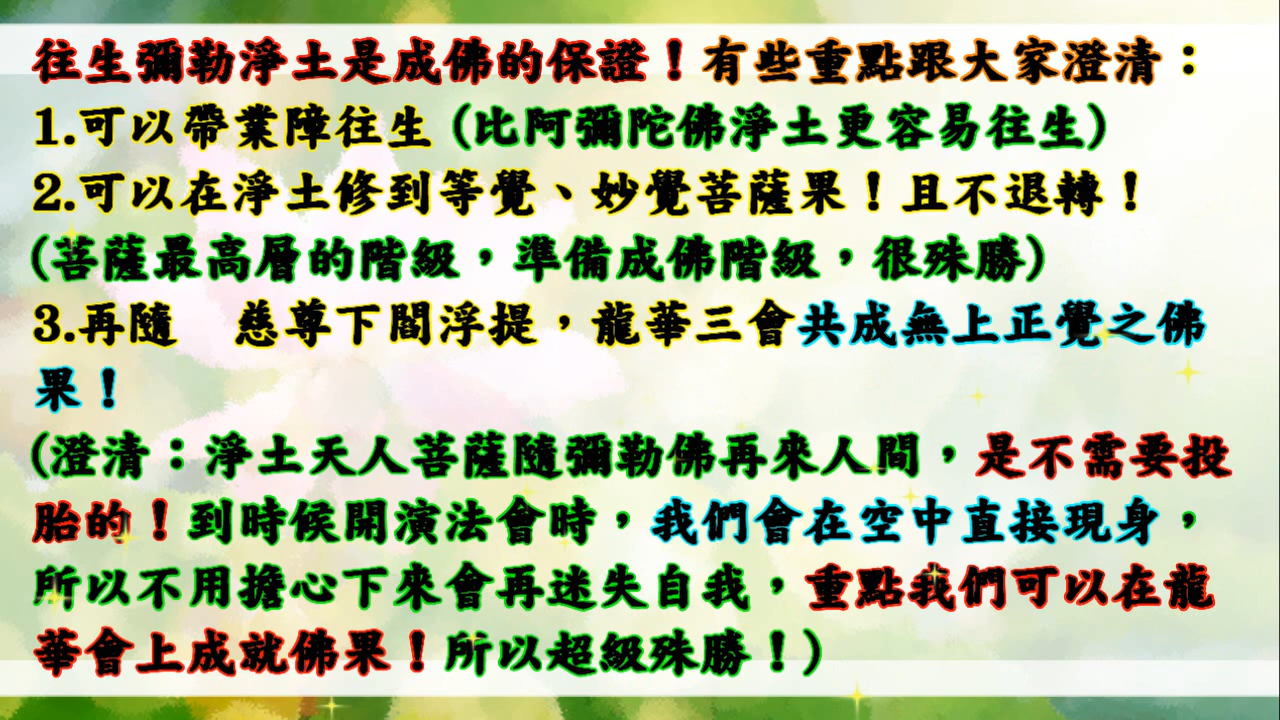 往生彌勒淨土是成佛的保證！有些重點跟大家澄清：
1.可以帶業障往生 (比阿彌陀佛淨土更容易往生)
2.可以在淨土修到等覺、妙覺菩薩果！且不退轉！
(菩薩最高層的階級，準備成佛階級，很殊勝)
3.再隨　慈尊下閻浮提，龍華三會共成無上正覺之佛
果！
(澄清：淨土天人菩薩隨彌勒佛再來人間，是不需要投
胎的！到時候開演法會時，我們會在空中直接現身，
所以不用擔心下來會再迷失自我，重點我們可以在龍
華會上成就佛果！所以超級殊勝！)